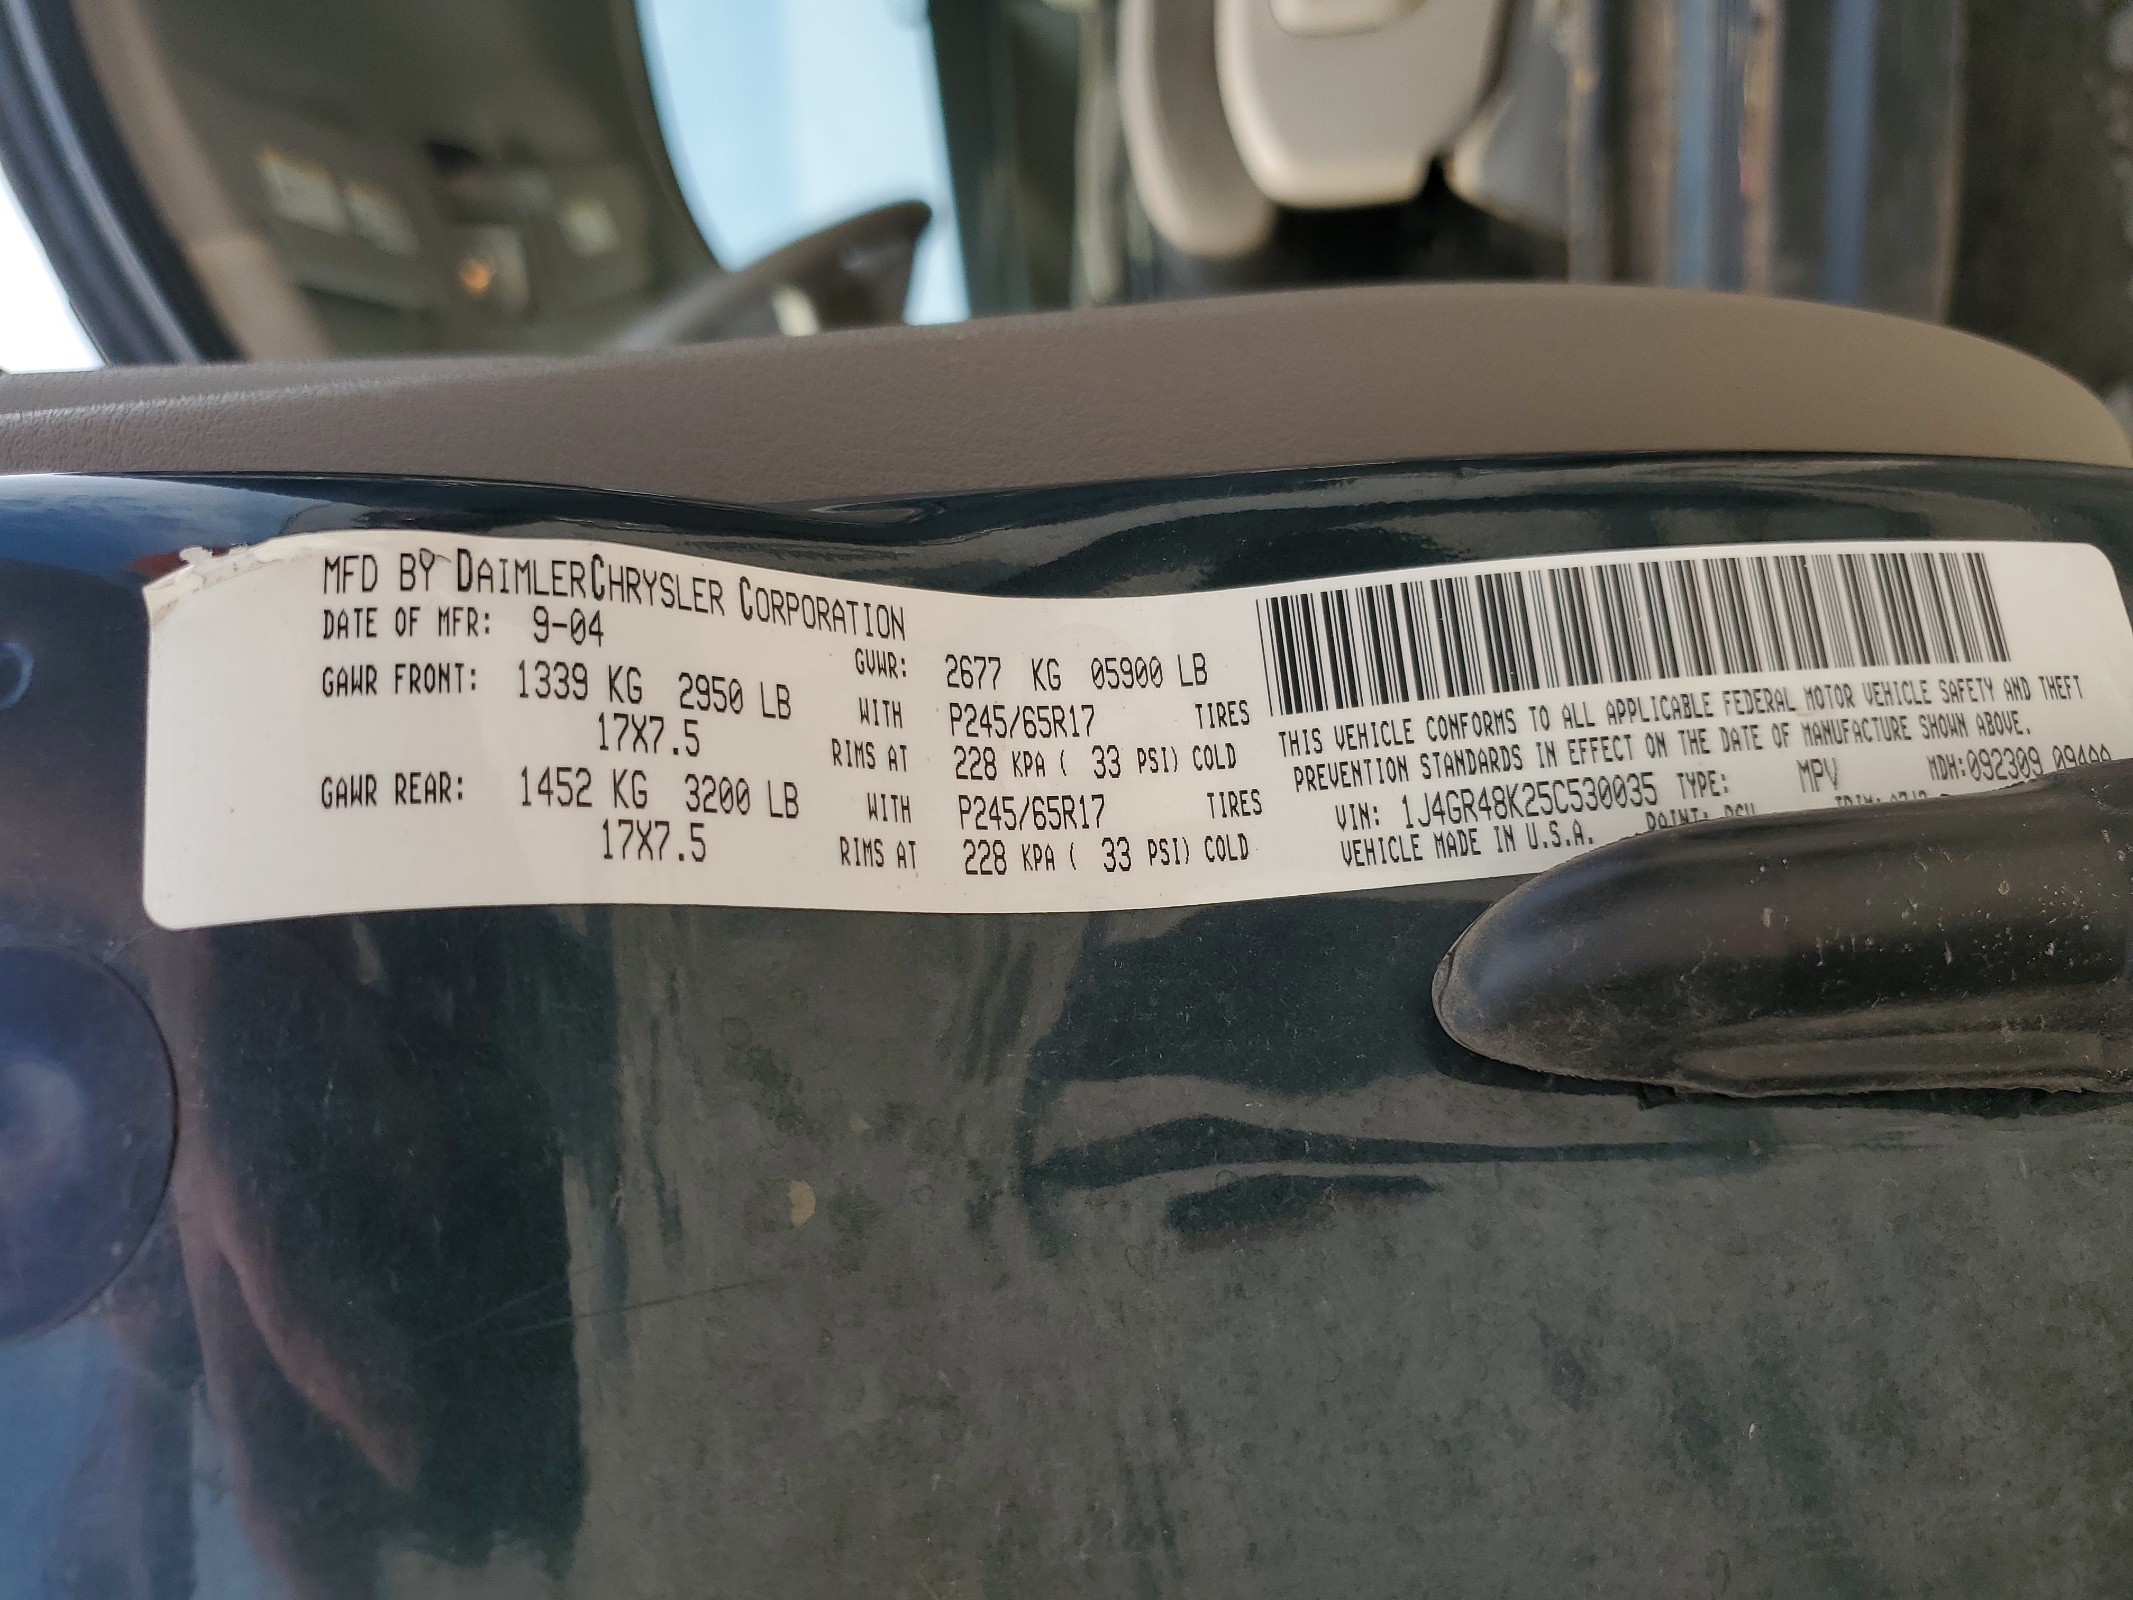 MFD BY DAIMLERCHRYSLER CORPORATION
DATE OF MFR: 9-04 GVWR: 2677 KG 05900 LB
GAWR FRONT: 1339 KG 2950 LB WITH P245/65R17 TIRES
17X7.5 RIMS AT 228 KPA ( 33 PSI) COLD
GAWR REAR: 1452 KG 3200 LB WITH P245/65R17 TIRES
17X7.5 RIMS AT 228 KPA ( 33 PSI) COLD
THIS VEHICLE CONFORMS TO ALL APPLICABLE FEDERAL MOTOR VEHICLE SAFETY AND THEFT
PREVENTION STANDARDS IN EFFECT ON THE DATE OF MANUFACTURE SHOWN ABOVE.
VIN: 1J4GR48K25C530035 TYPE: MPV MDH:092309
VEHICLE MADE IN U.S.A. PAINT: